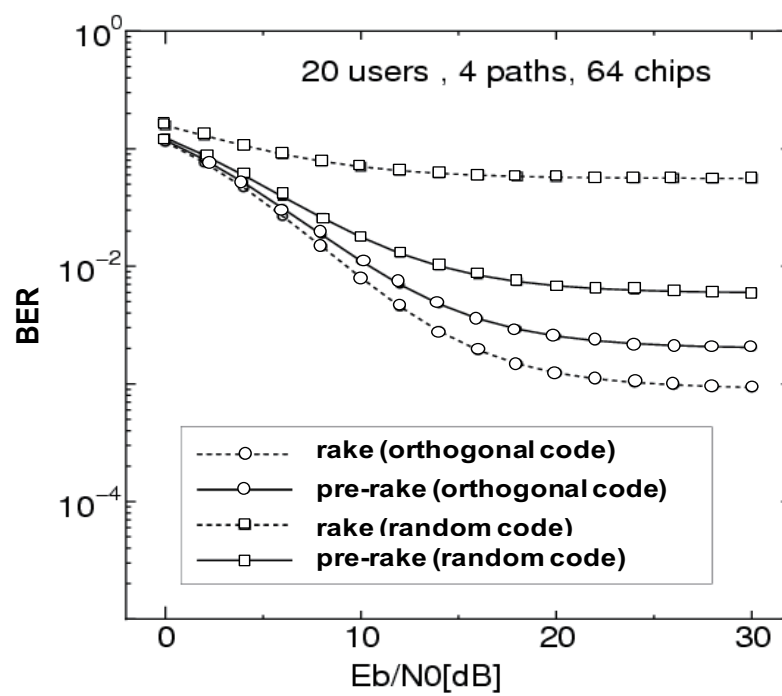 10^0
20 users , 4 paths, 64 chips
10^-2
BER
rake (orthogonal code)
pre-rake (orthogonal code)
rake (random code)
pre-rake (random code)
10^-4
0 10 20 30
Eb/N0[dB]